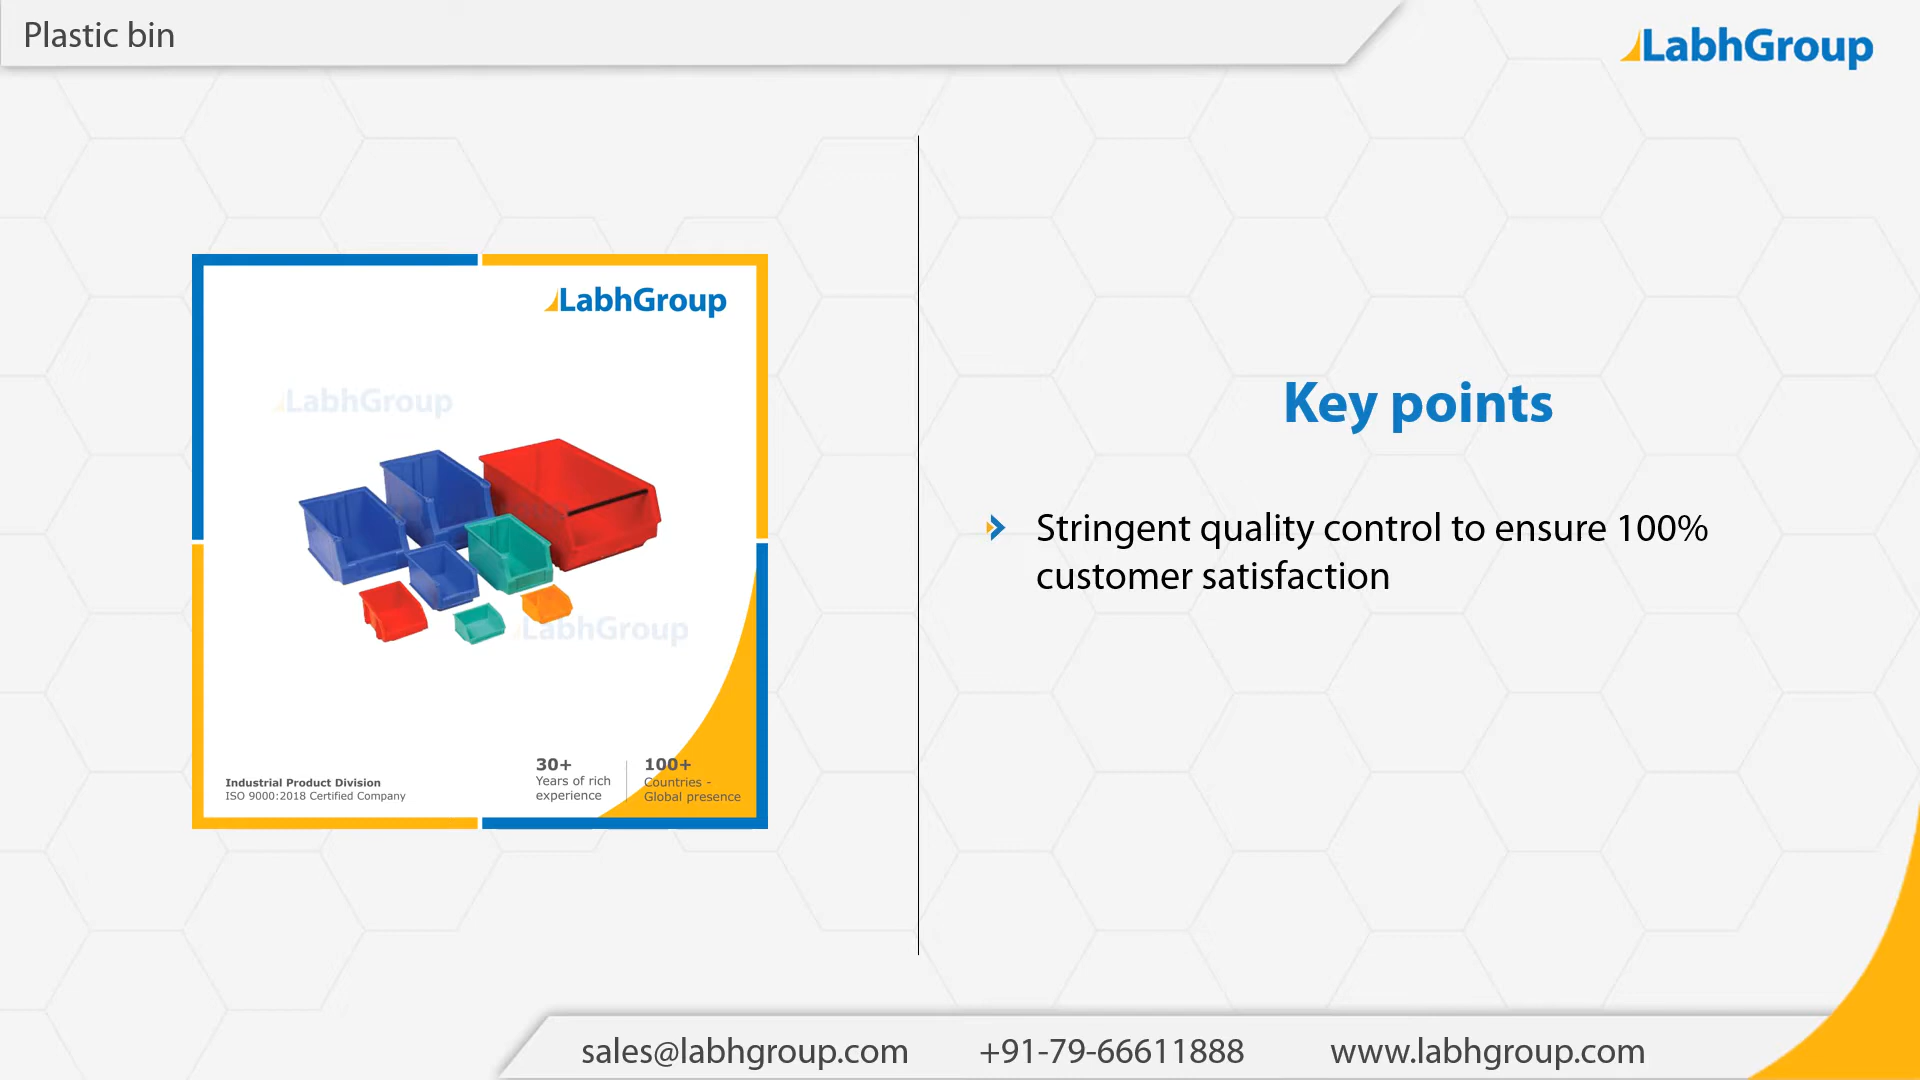 Plastic bin
LabhGroup
LabhGroup
LabhGroup
LabhGroup
30+
Years of rich
experience
100+
Countries -
Global presence
Industrial Product Division
ISO 9000:2018 Certified Company
Key points
Stringent quality control to ensure 100%
customer satisfaction
sales@labhgroup.com
+91-79-66611888
www.labhgroup.com